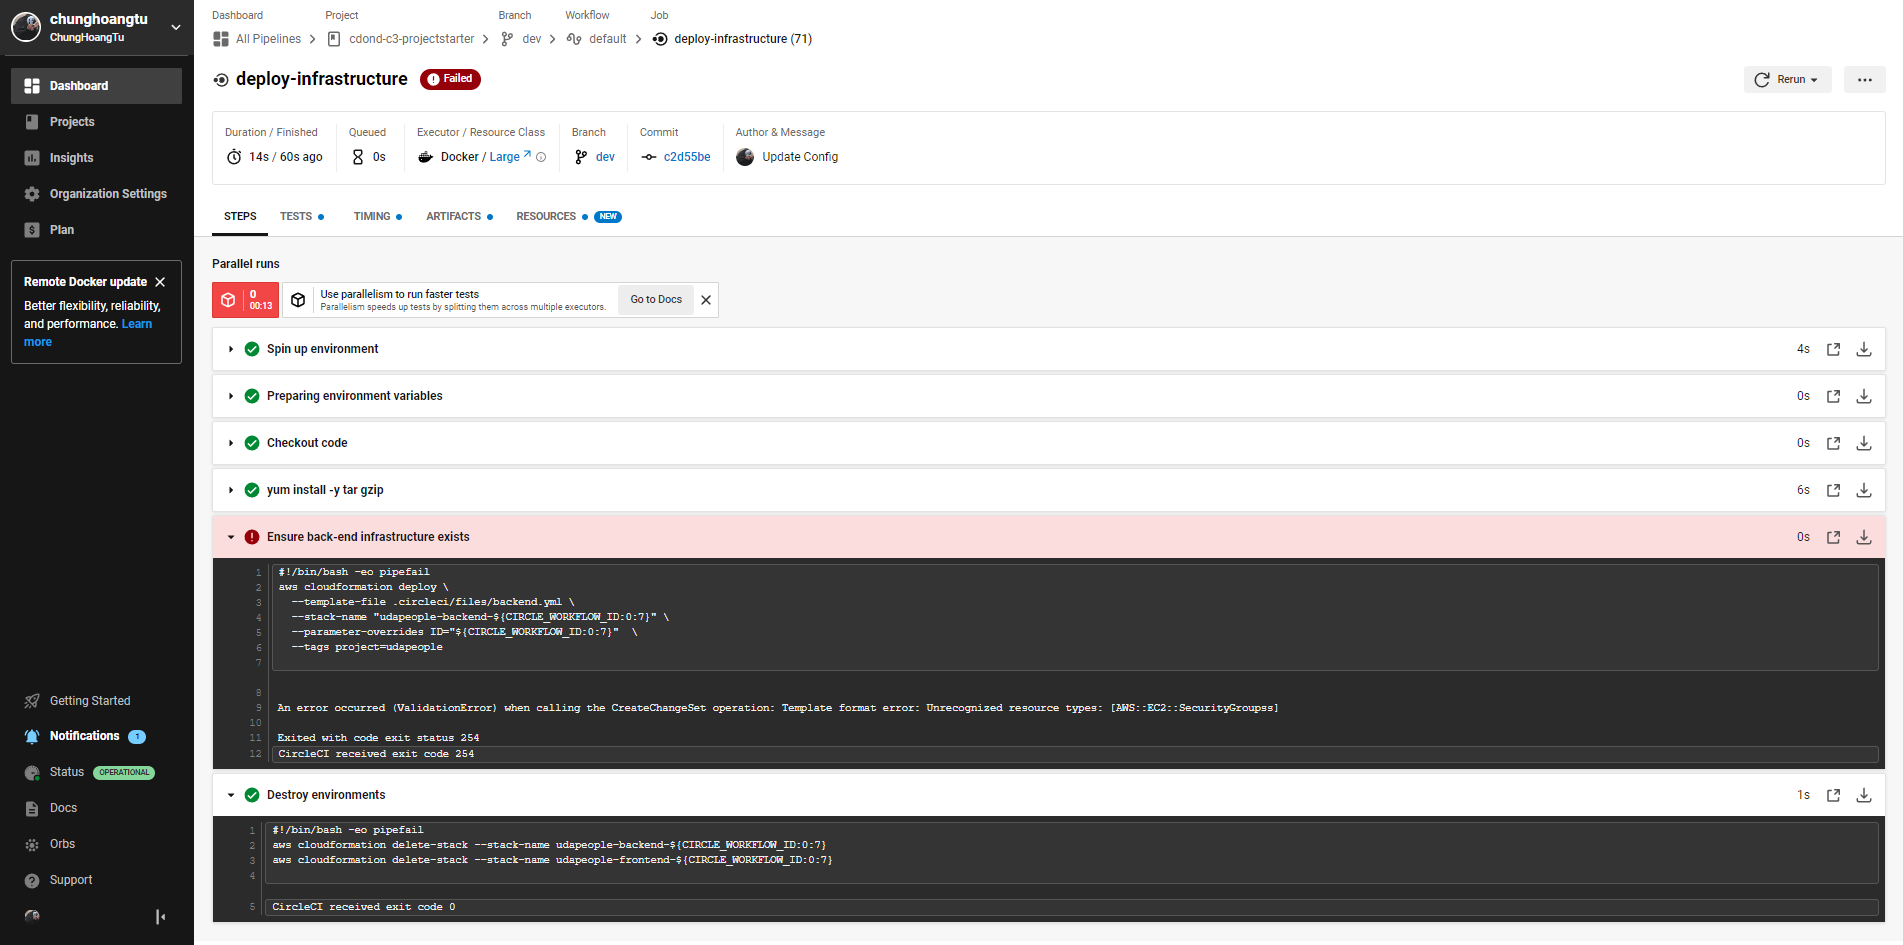 chunghoangtu
ChungHoangTu
Dashboard
Projects
Insights
Organization Settings
Plan
Remote Docker update
Better flexibility, reliability,
and performance. Learn
more
Getting Started
Notifications 1
Status OPERATIONAL
Docs
Orbs
Support
Dashboard Project Branch Workflow Job
All Pipelines cdond-c3-projectstarter dev default deploy-infrastructure (71)
deploy-infrastructure Failed
Rerun
Duration / Finished Queued Executor / Resource Class Branch Commit Author & Message
14s / 60s ago 0s Docker / Large dev c2d55be Update Config
STEPS TESTS TIMING ARTIFACTS RESOURCES NEW
Parallel runs
0
00:13
Use parallelism to run faster tests
Parallelism speeds up tests by splitting them across multiple executors.
Go to Docs
Spin up environment 4s
Preparing environment variables 0s
Checkout code 0s
yum install -y tar gzip 6s
Ensure back-end infrastructure exists 0s
1 #!/bin/bash -eo pipefail
2 aws cloudformation deploy \
3 --template-file .circleci/files/backend.yml \
4 --stack-name "udapeople-backend-${CIRCLE_WORKFLOW_ID:0:7}" \
5 --parameter-overrides ID="${CIRCLE_WORKFLOW_ID:0:7}" \
6 --tags project=udapeople
7
8
9 An error occurred (ValidationError) when calling the CreateChangeSet operation: Template format error: Unrecognized resource types: [AWS::EC2::SecurityGroupss]
10
11 Exited with code exit status 254
12 CircleCI received exit code 254
Destroy environments 1s
1 #!/bin/bash -eo pipefail
2 aws cloudformation delete-stack --stack-name udapeople-backend-${CIRCLE_WORKFLOW_ID:0:7}
3 aws cloudformation delete-stack --stack-name udapeople-frontend-${CIRCLE_WORKFLOW_ID:0:7}
4
5 CircleCI received exit code 0